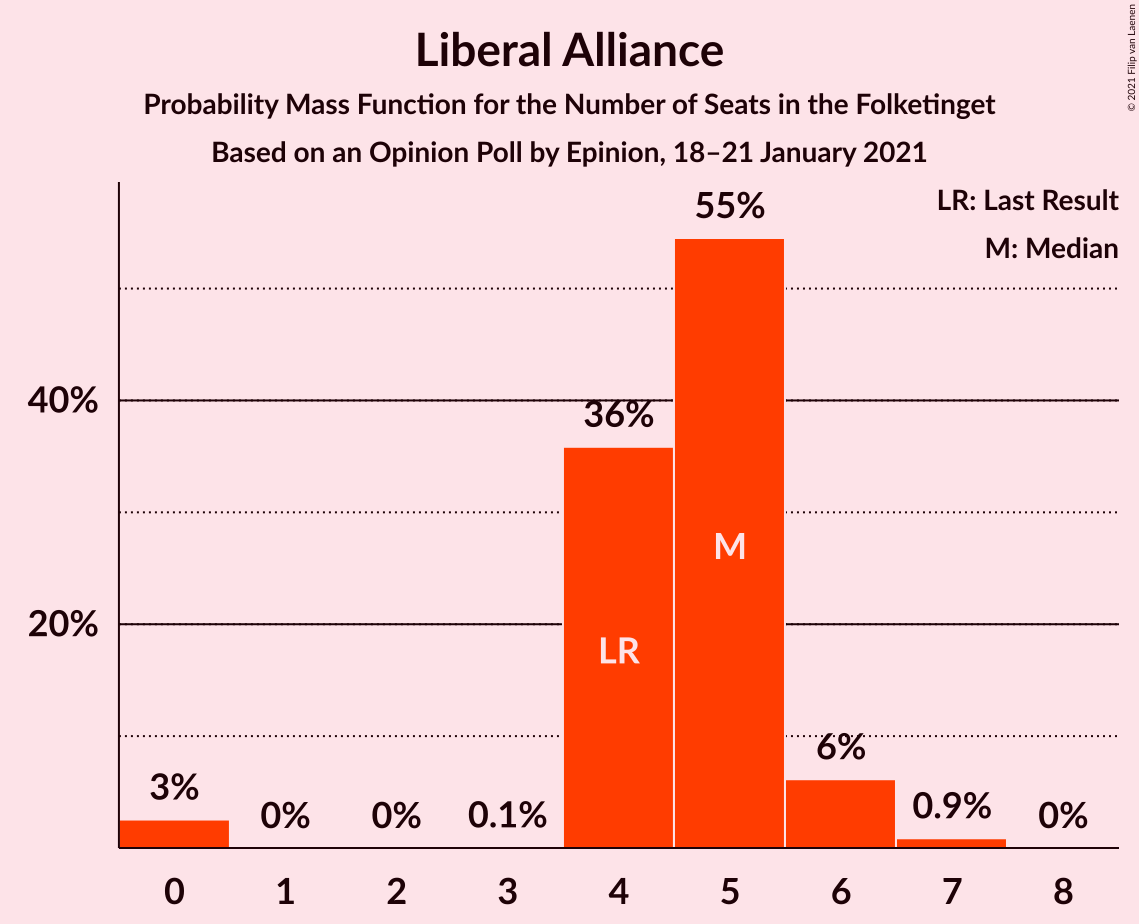 Liberal Alliance
Probability Mass Function for the Number of Seats in the Folketinget
Based on an Opinion Poll by Epinion, 18–21 January 2021
© 2021 Filip van Laenen
LR: Last Result
M: Median
55%
40%
36%
M
20%
LR
3%
0%
0%
0.1%
6%
0.9%
0%
0 1 2 3 4 5 6 7 8